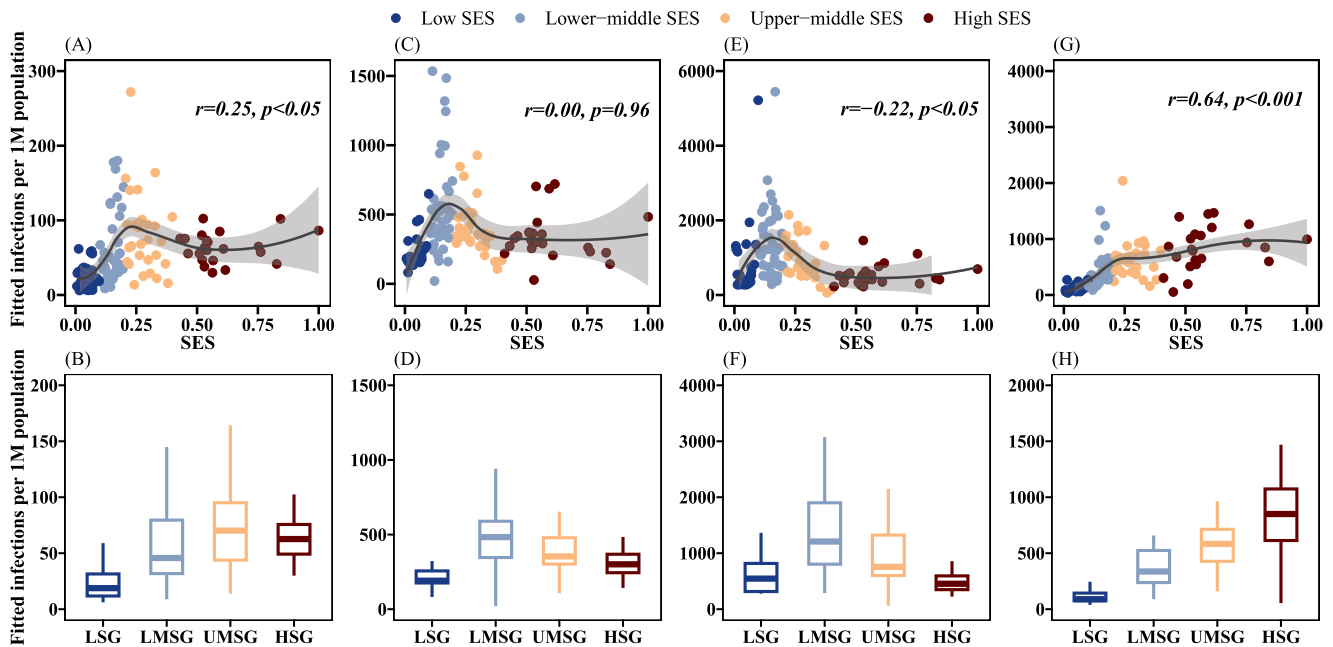 Low SES Lower−middle SES Upper−middle SES High SES
(A) (C) (E) (G)
Fitted infections per 1M population
300
200
100
0
r=0.25, p<0.05
0.00 0.25 0.50 0.75 1.00
SES
1500
1000
500
0
r=0.00, p=0.96
0.00 0.25 0.50 0.75 1.00
SES
6000
4000
2000
0
r=−0.22, p<0.05
0.00 0.25 0.50 0.75 1.00
SES
4000
3000
2000
1000
0
r=0.64, p<0.001
0.00 0.25 0.50 0.75 1.00
SES
(B) (D) (F) (H)
Fitted infections per 1M population
200
150
100
50
0
LSG LMSG UMSG HSG
1500
1000
500
0
LSG LMSG UMSG HSG
4000
3000
2000
1000
0
LSG LMSG UMSG HSG
2000
1500
1000
500
0
LSG LMSG UMSG HSG